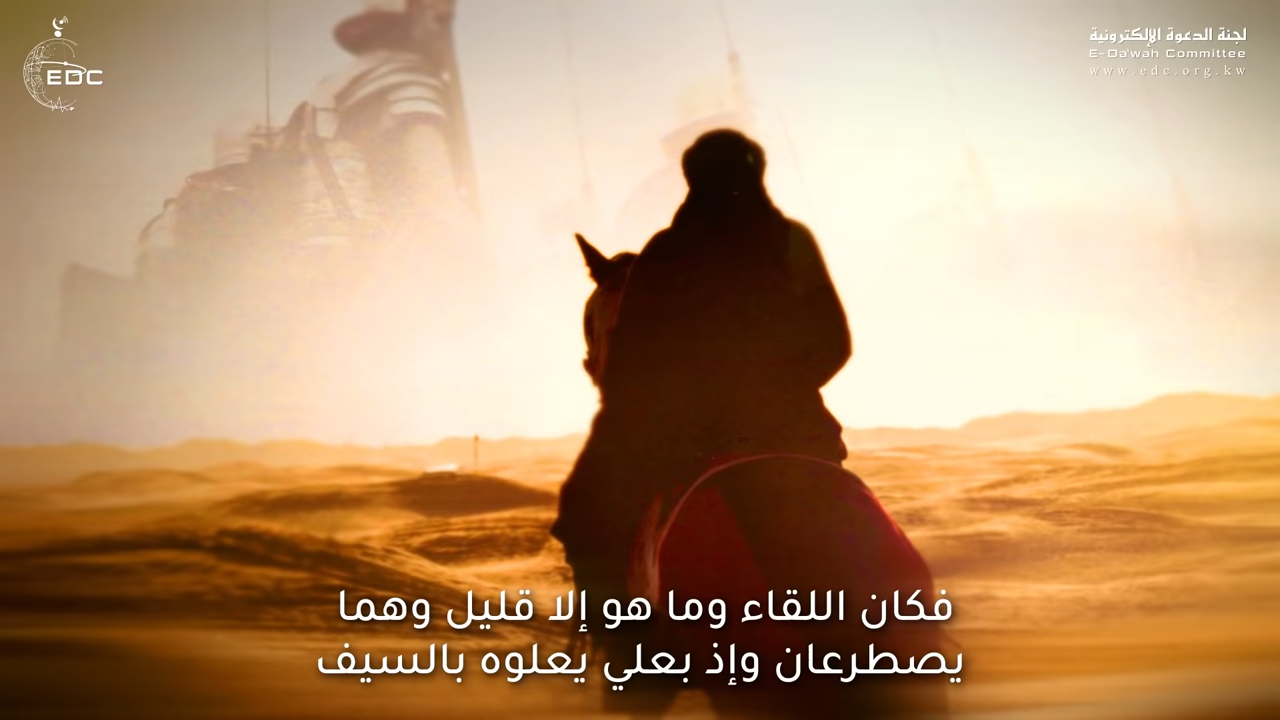 EDC
لجنة الدعوة الإلكترونية
E-Da'wah Committee
www.edc.org.kw
فكان اللقاء وما هو إلا قليل وهما
يصطرعان وإذ بعلي يعلوه بالسيف